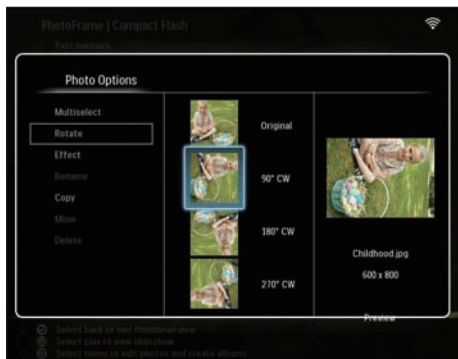 PhotoFrame | Compact Flash
Past memory
Photo Options
Multiselect
Rotate
Effect
Rename
Copy
Move
Delete
Original
90° CW
180° CW
270° CW
Childhood.jpg
600 x 800
Preview
Select back to exit thumbnail view
Select play to view slideshow
Select menu to edit photos and create albums